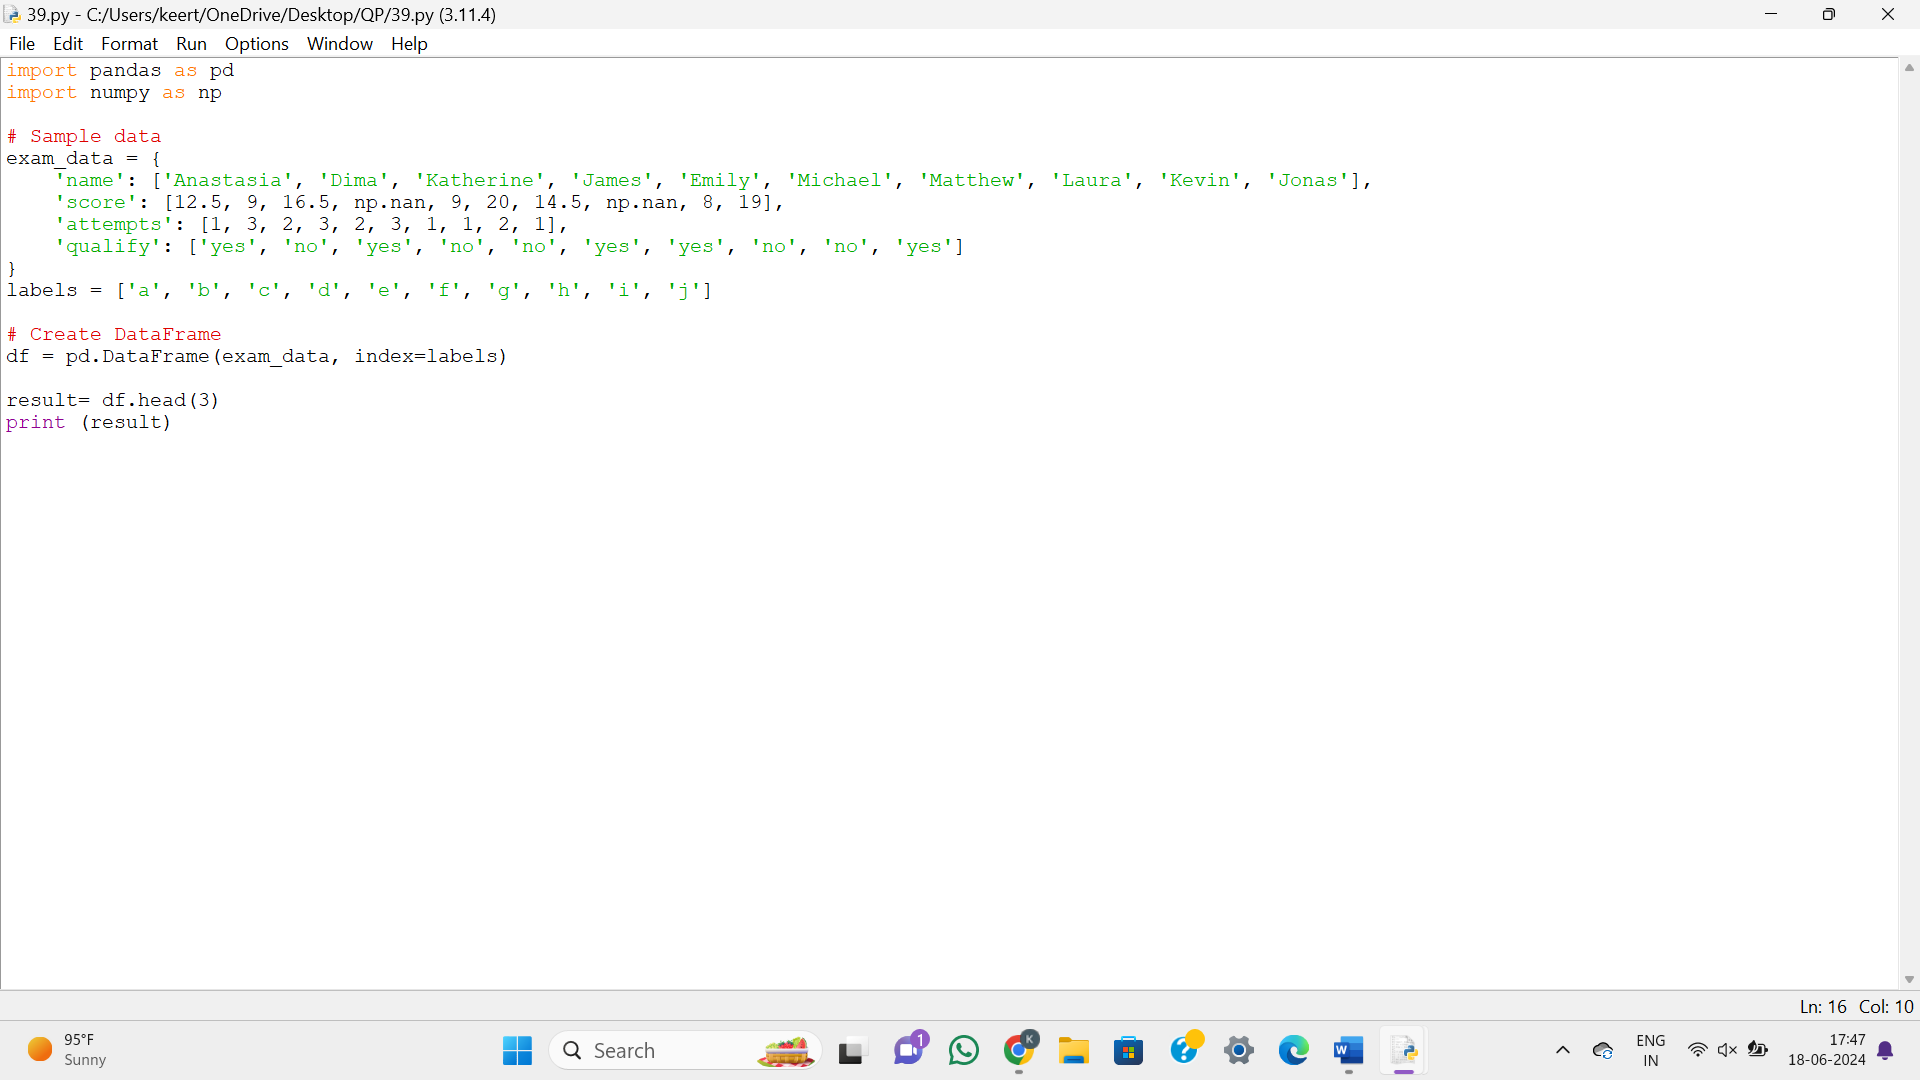 39.py - C:/Users/keert/OneDrive/Desktop/QP/39.py (3.11.4)
File Edit Format Run Options Window Help
import pandas as pd
import numpy as np
# Sample data
exam_data = {
    'name': ['Anastasia', 'Dima', 'Katherine', 'James', 'Emily', 'Michael', 'Matthew', 'Laura', 'Kevin', 'Jonas'],
    'score': [12.5, 9, 16.5, np.nan, 9, 20, 14.5, np.nan, 8, 19],
    'attempts': [1, 3, 2, 3, 2, 3, 1, 1, 2, 1],
    'qualify': ['yes', 'no', 'yes', 'no', 'no', 'yes', 'yes', 'no', 'no', 'yes']
}
labels = ['a', 'b', 'c', 'd', 'e', 'f', 'g', 'h', 'i', 'j']
# Create DataFrame
df = pd.DataFrame(exam_data, index=labels)
result= df.head(3)
print (result)
Ln: 16 Col: 10
95°F
Sunny
Search
1
K
W
ENG
IN
17:47
18-06-2024